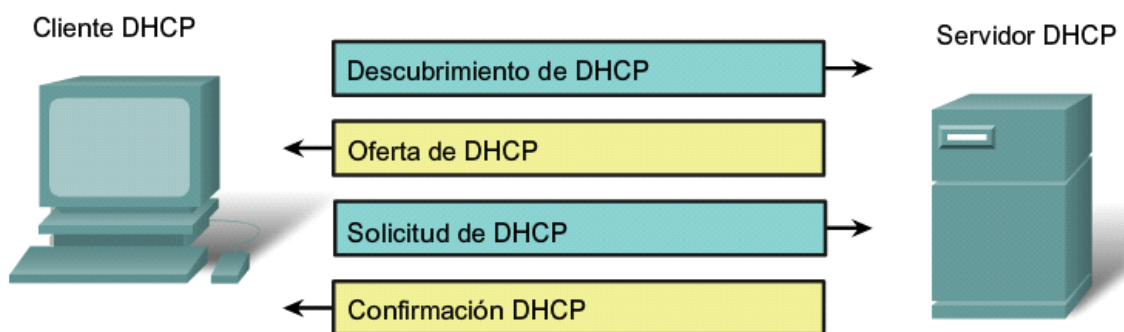 Cliente DHCP
Servidor DHCP
Descubrimiento de DHCP
Oferta de DHCP
Solicitud de DHCP
Confirmación DHCP